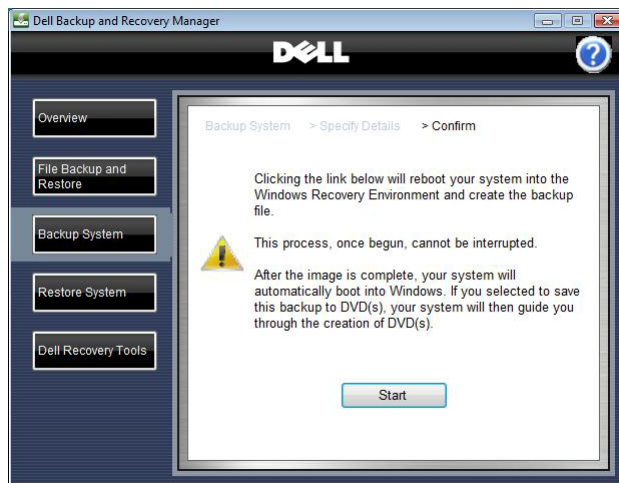 Dell Backup and Recovery Manager
DELL
?
Overview
File Backup and
Restore
Backup System
Restore System
Dell Recovery Tools
Backup System > Specify Details > Confirm
Clicking the link below will reboot your system into the
Windows Recovery Environment and create the backup
file.
This process, once begun, cannot be interrupted.
After the image is complete, your system will
automatically boot into Windows. If you selected to save
this backup to DVD(s), your system will then guide you
through the creation of DVD(s).
Start